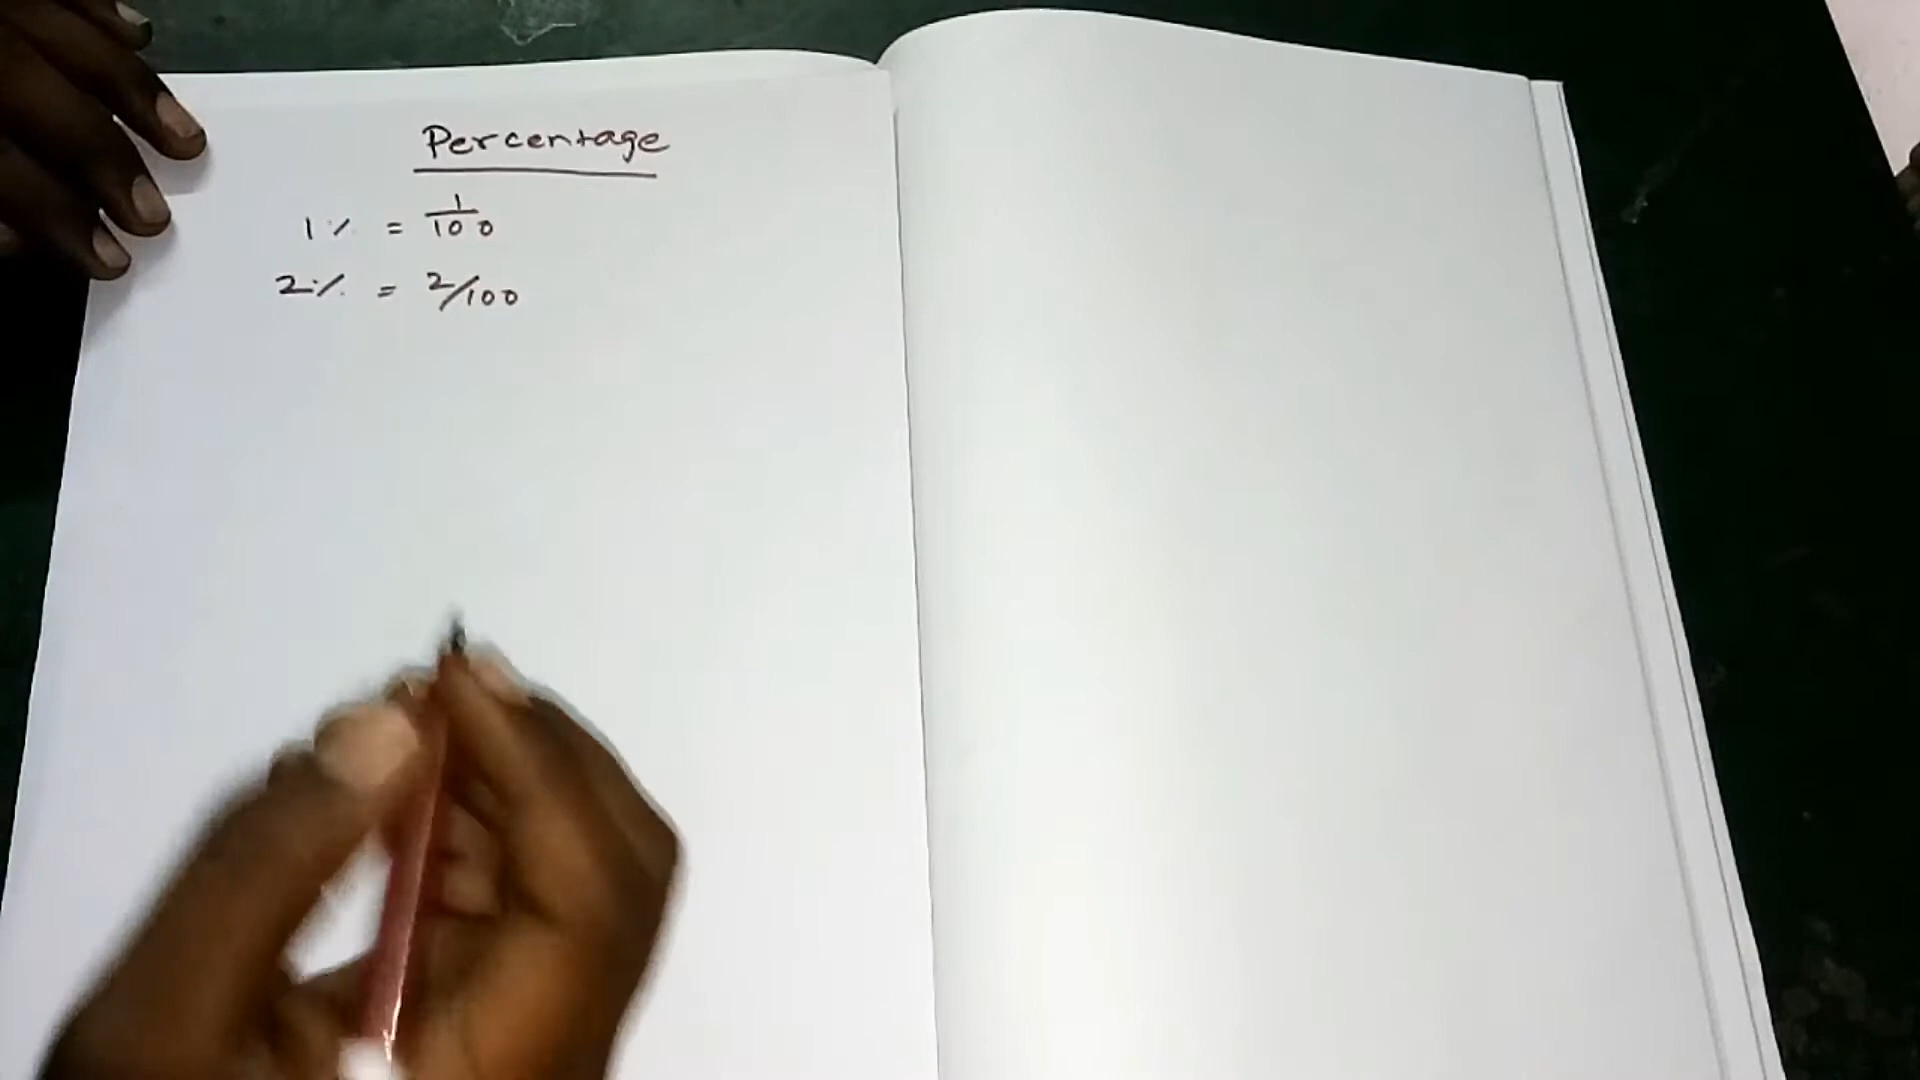 Percentage
1% = 1/100
2% = 2/100